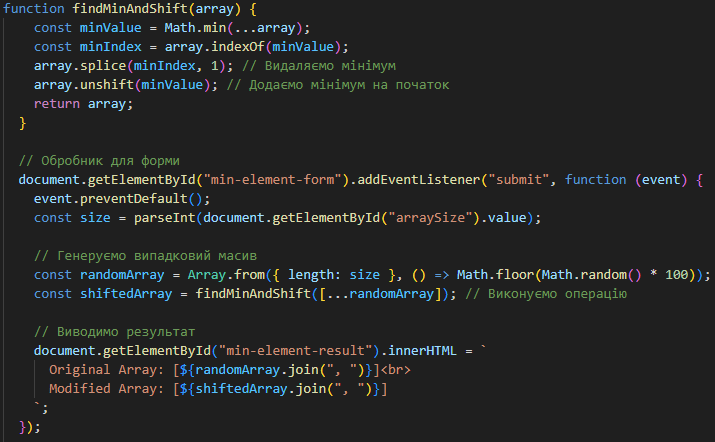 function findMinAndShift(array) {
const minValue = Math.min(...array);
const minIndex = array.indexOf(minValue);
array.splice(minIndex, 1); // Видаляємо мінімум
array.unshift(minValue); // Додаємо мінімум на початок
return array;
}
// Обробник для форми
document.getElementById("min-element-form").addEventListener("submit", function (event) {
event.preventDefault();
const size = parseInt(document.getElementById("arraySize").value);
// Генеруємо випадковий масив
const randomArray = Array.from({ length: size }, () => Math.floor(Math.random() * 100));
const shiftedArray = findMinAndShift([...randomArray]); // Виконуємо операцію
// Виводимо результат
document.getElementById("min-element-result").innerHTML = `
Original Array: [${randomArray.join(", ")}]<br>
Modified Array: [${shiftedArray.join(", ")}]
`;
});